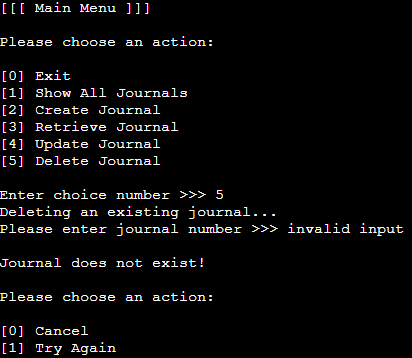 [[[ Main Menu ]]]
Please choose an action:
[0] Exit
[1] Show All Journals
[2] Create Journal
[3] Retrieve Journal
[4] Update Journal
[5] Delete Journal
Enter choice number >>> 5
Deleting an existing journal...
Please enter journal number >>> invalid input
Journal does not exist!
Please choose an action:
[0] Cancel
[1] Try Again